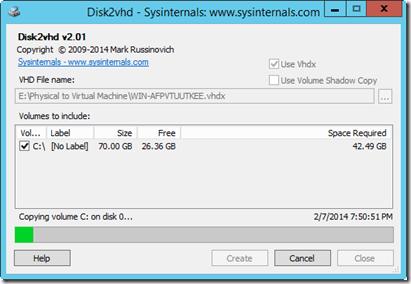 Disk2vhd - Sysinternals: www.sysinternals.com
Disk2vhd v2.01
Copyright © 2009-2014 Mark Russinovich
Sysinternals - www.sysinternals.com
Use Vhdx
Use Volume Shadow Copy
VHD File name:
E:\Physical to Virtual Machine\WIN-AFPVTUUTKEE.vhdx
...
Volumes to include:
Vol... Label Size Free Space Required
C:\ [No Label] 70.00 GB 26.36 GB 42.49 GB
Copying volume C: on disk 0... 2/7/2014 7:50:51 PM
Help Create Cancel Close